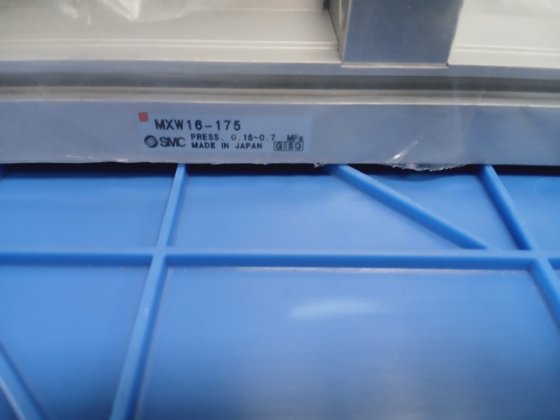 MXW16-175
SMC PRESS. 0.15~0.7 MPa
MADE IN JAPAN